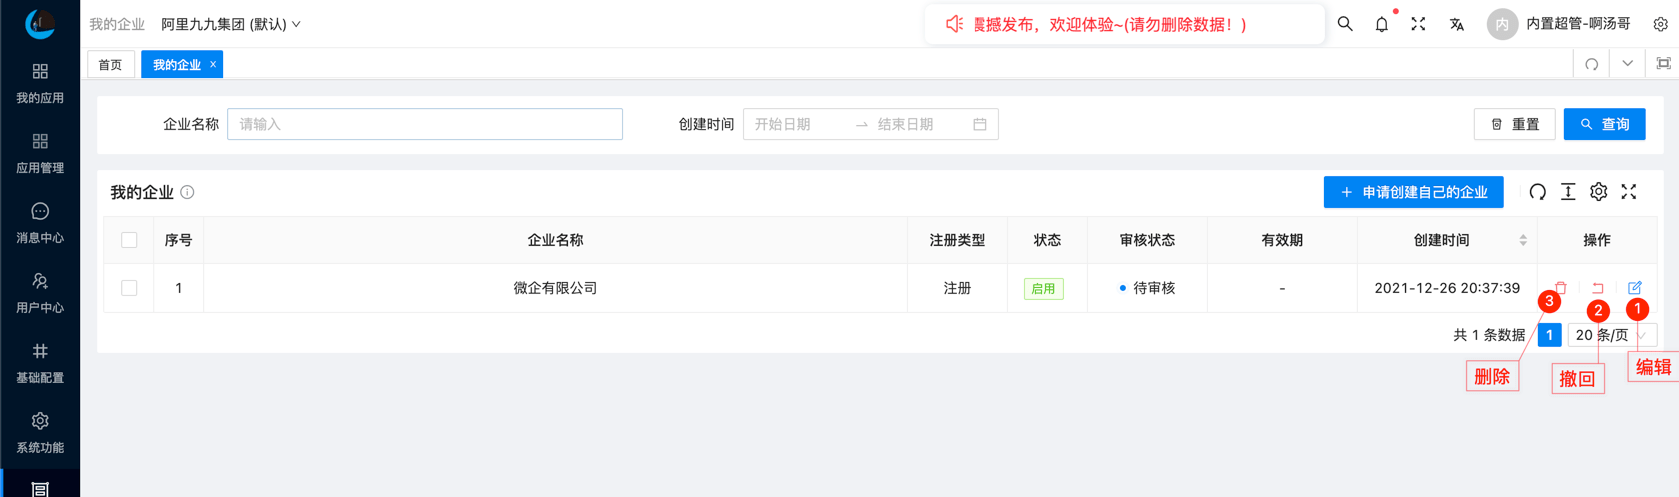 我的企业 阿里九九集团 (默认)
震撼发布，欢迎体验~(请勿删除数据！)
内 内置超管-啊汤哥
首页 我的企业 x
我的应用
应用管理
消息中心
用户中心
基础配置
系统功能
企业名称 请输入 创建时间 开始日期 → 结束日期 重置 查询
我的企业
+ 申请创建自己的企业
序号 企业名称 注册类型 状态 审核状态 有效期 创建时间 操作
1 微企有限公司 注册 启用 待审核 - 2021-12-26 20:37:39
3 2 1
共 1 条数据 1 20 条/页
删除 撤回 编辑